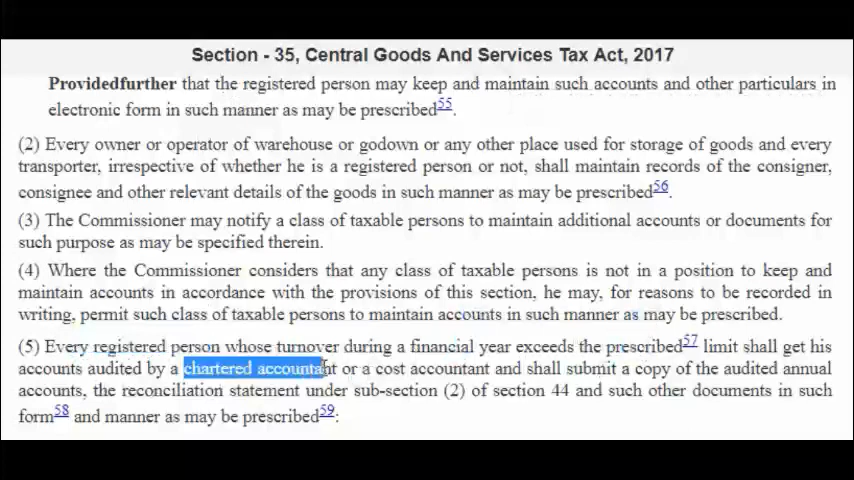 Section - 35, Central Goods And Services Tax Act, 2017
Providedfurther that the registered person may keep and maintain such accounts and other particulars in
electronic form in such manner as may be prescribed55.
(2) Every owner or operator of warehouse or godown or any other place used for storage of goods and every
transporter, irrespective of whether he is a registered person or not, shall maintain records of the consigner,
consignee and other relevant details of the goods in such manner as may be prescribed56.
(3) The Commissioner may notify a class of taxable persons to maintain additional accounts or documents for
such purpose as may be specified therein.
(4) Where the Commissioner considers that any class of taxable persons is not in a position to keep and
maintain accounts in accordance with the provisions of this section, he may, for reasons to be recorded in
writing, permit such class of taxable persons to maintain accounts in such manner as may be prescribed.
(5) Every registered person whose turnover during a financial year exceeds the prescribed57 limit shall get his
accounts audited by a chartered accountant or a cost accountant and shall submit a copy of the audited annual
accounts, the reconciliation statement under sub-section (2) of section 44 and such other documents in such
form58 and manner as may be prescribed59: